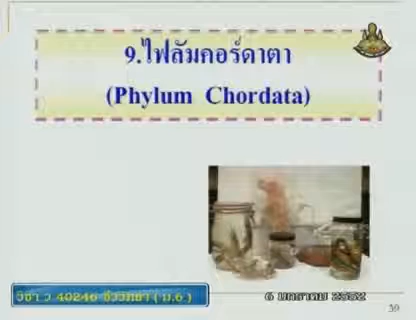 9.ไฟลัมคอร์ดาตา
(Phylum Chordata)
วิชา ว 40246 ชีววิทยา ( ม.6 )
6 มกราคม 2552
39